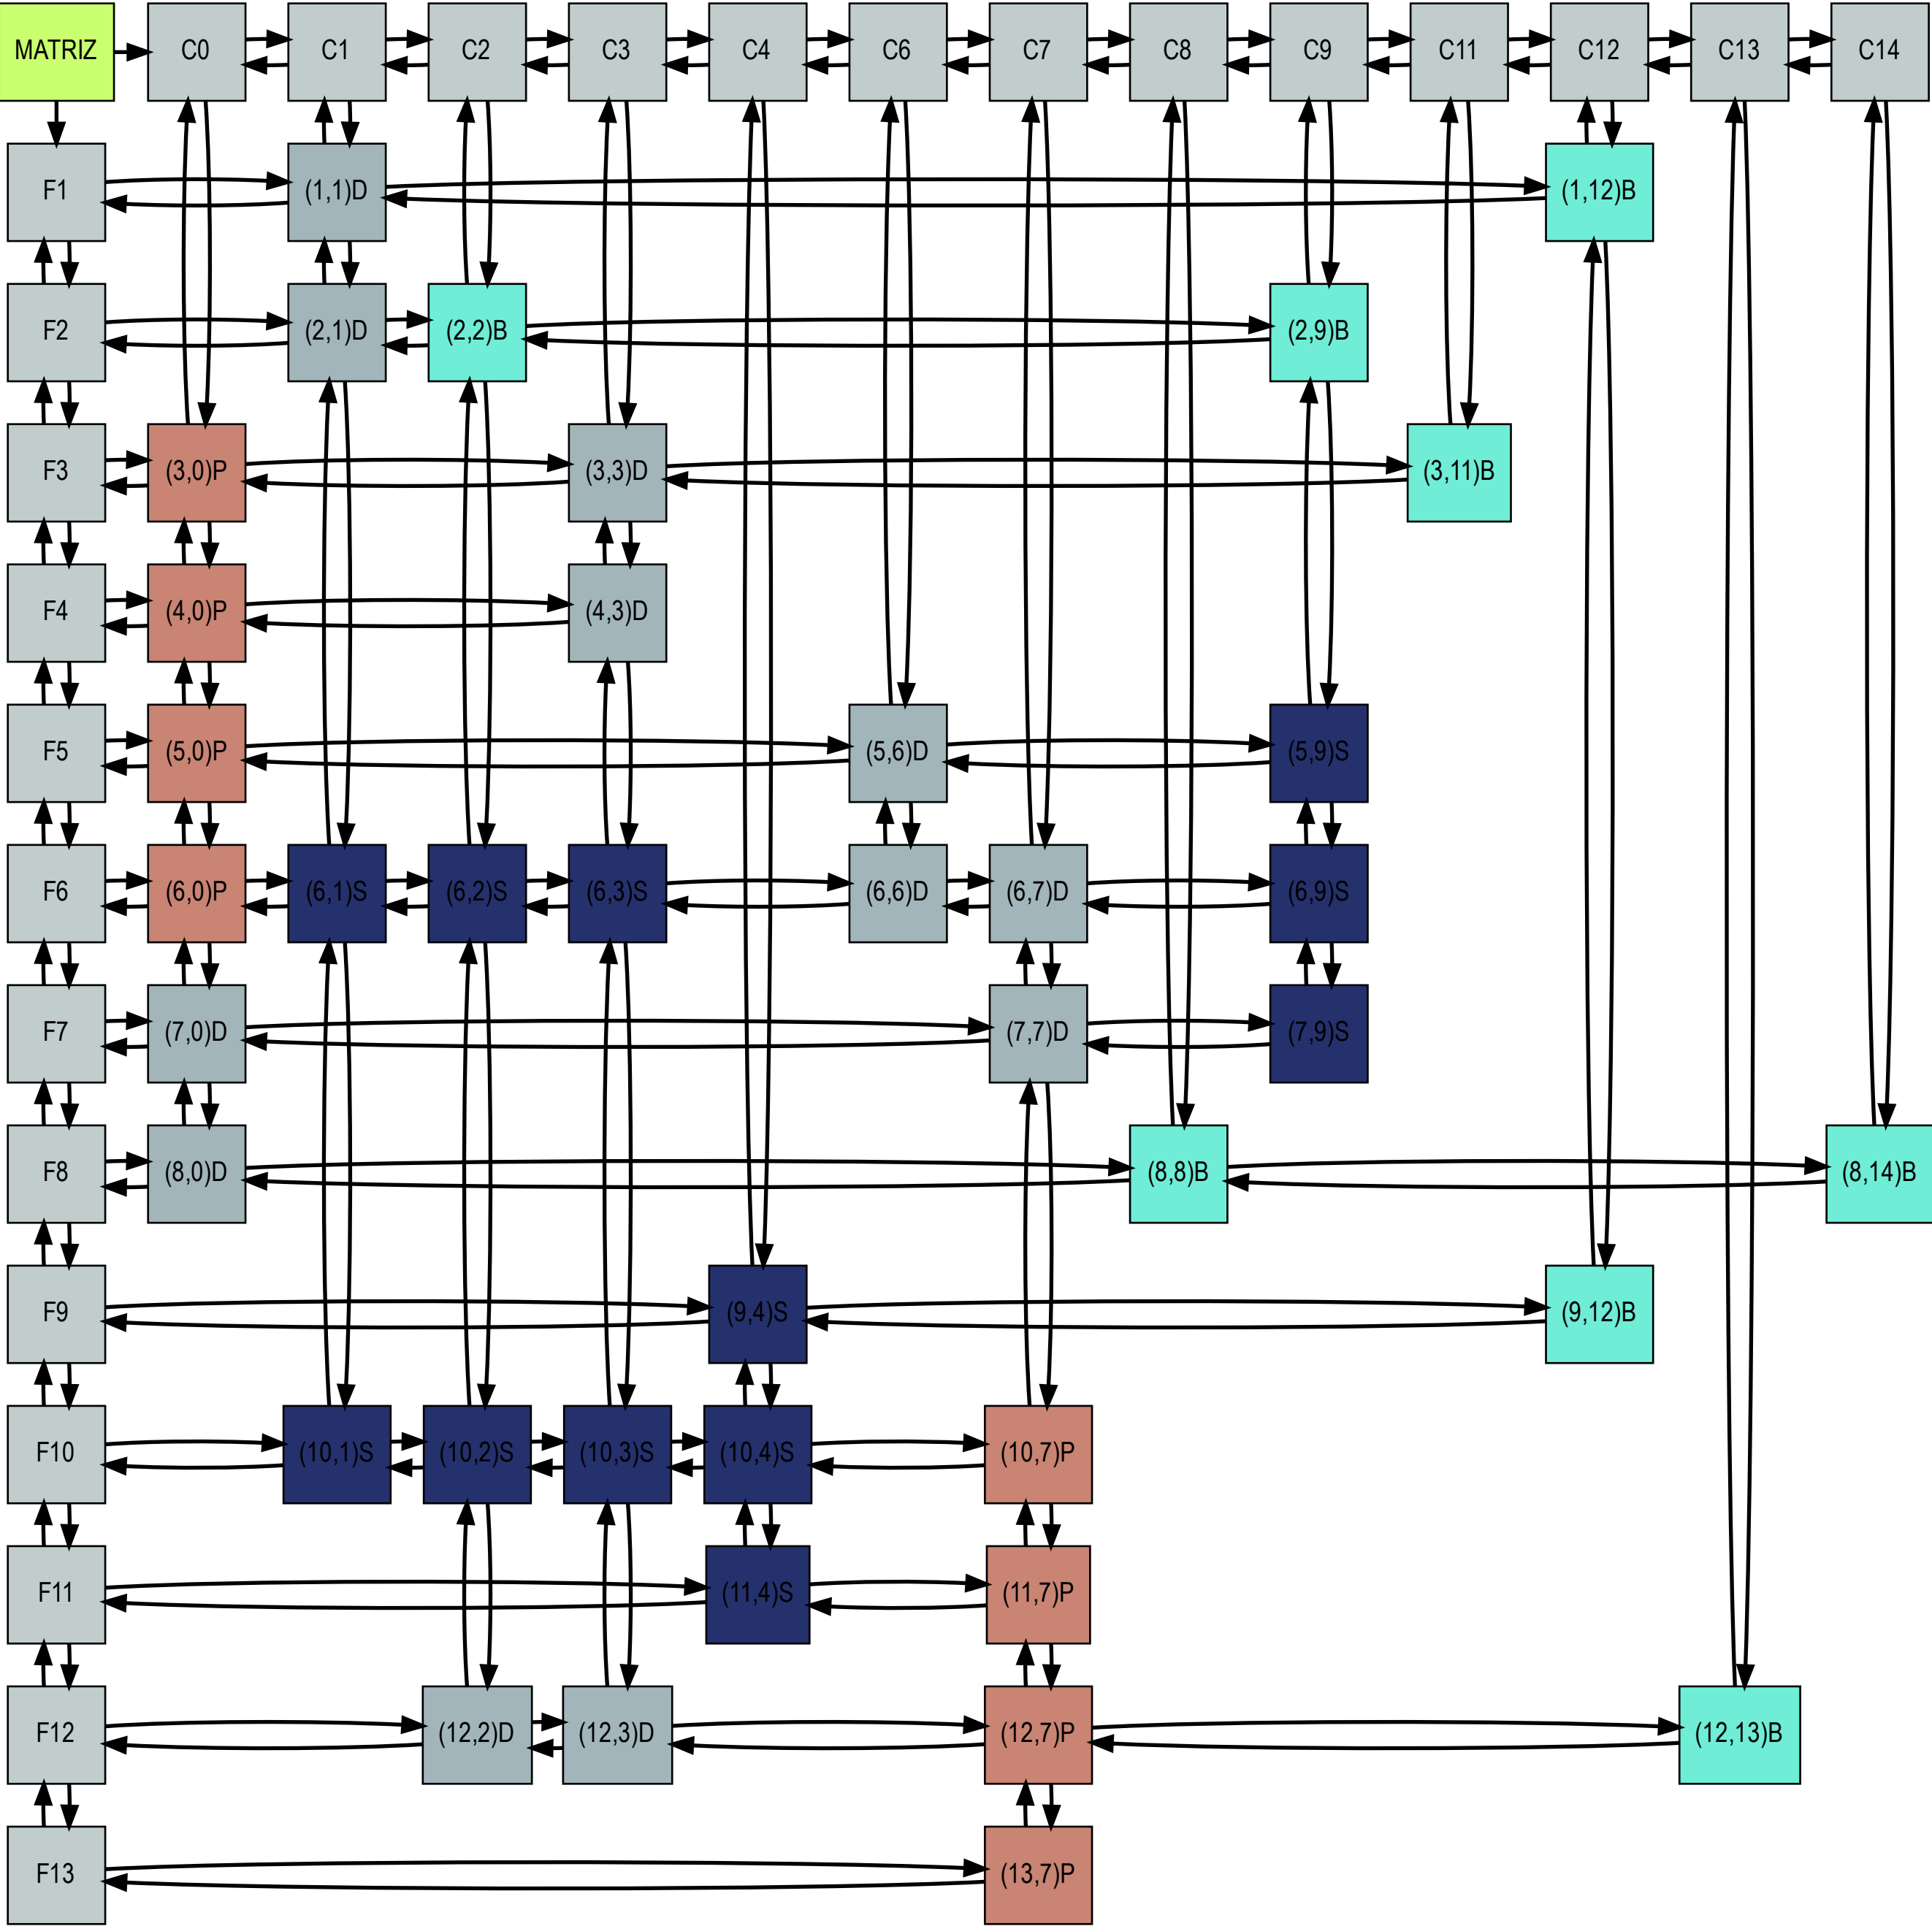 MATRIZ C0 C1 C2 C3 C4 C6 C7 C8 C9 C11 C12 C13 C14
F1 (1,1)D (1,12)B
F2 (2,1)D (2,2)B (2,9)B
F3 (3,0)P (3,3)D (3,11)B
F4 (4,0)P (4,3)D
F5 (5,0)P (5,6)D (5,9)S
F6 (6,0)P (6,1)S (6,2)S (6,3)S (6,6)D (6,7)D (6,9)S
F7 (7,0)D (7,7)D (7,9)S
F8 (8,0)D (8,8)B (8,14)B
F9 (9,4)S (9,12)B
F10 (10,1)S (10,2)S (10,3)S (10,4)S (10,7)P
F11 (11,4)S (11,7)P
F12 (12,2)D (12,3)D (12,7)P (12,13)B
F13 (13,7)P